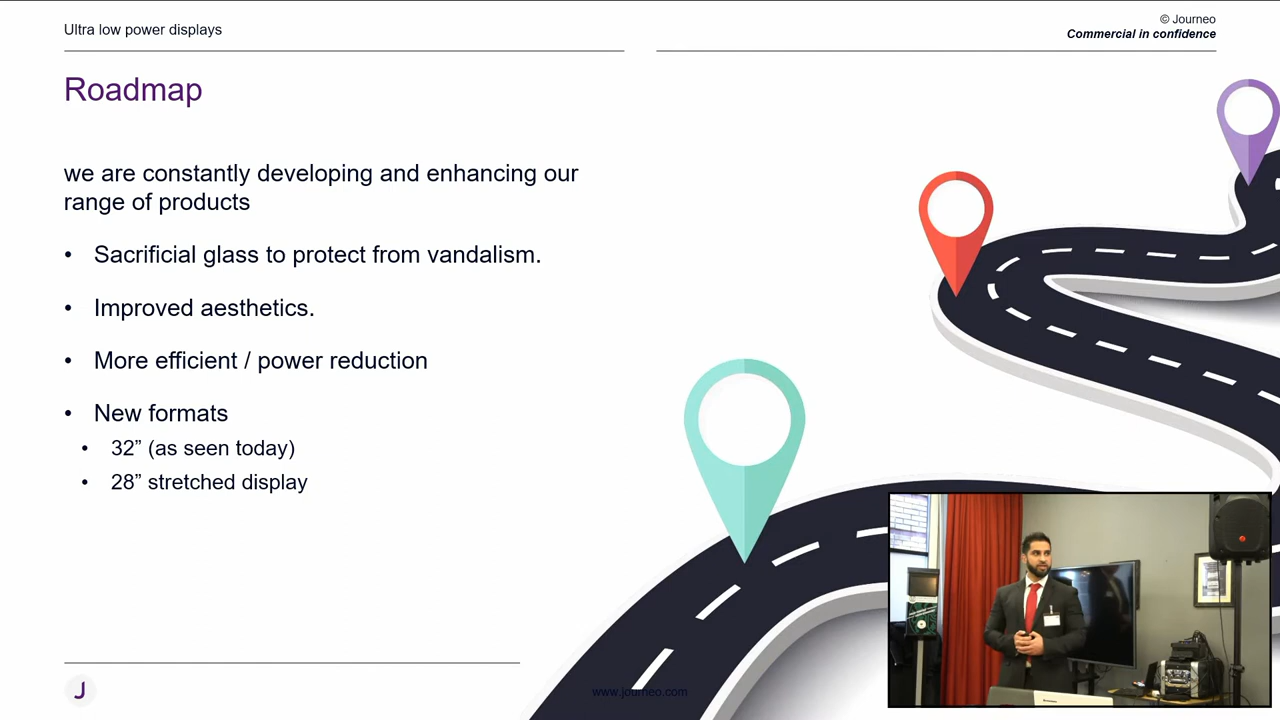 Ultra low power displays
© Journeo
Commercial in confidence
Roadmap
we are constantly developing and enhancing our
range of products
• Sacrificial glass to protect from vandalism.
• Improved aesthetics.
• More efficient / power reduction
• New formats
• 32” (as seen today)
• 28” stretched display
J
www.journeo.com